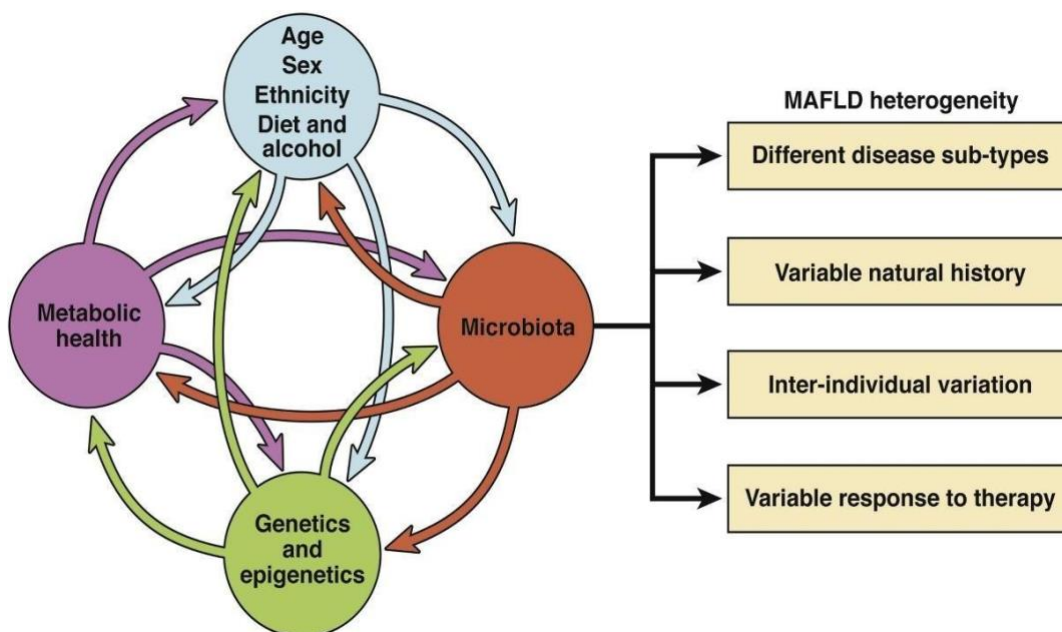 Age
Sex
Ethnicity
Diet and
alcohol
Metabolic
health
Microbiota
Genetics
and
epigenetics
MAFLD heterogeneity
Different disease sub-types
Variable natural history
Inter-individual variation
Variable response to therapy